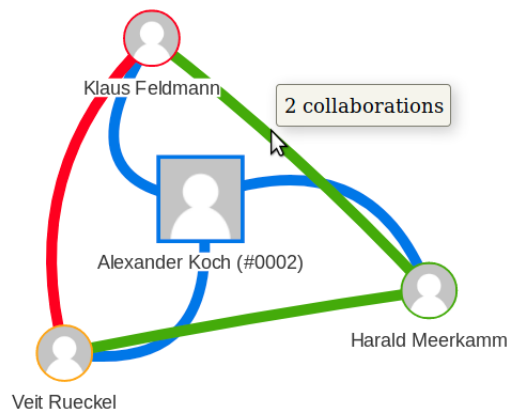 Klaus Feldmann
2 collaborations
Alexander Koch (#0002)
Harald Meerkamm
Veit Rueckel